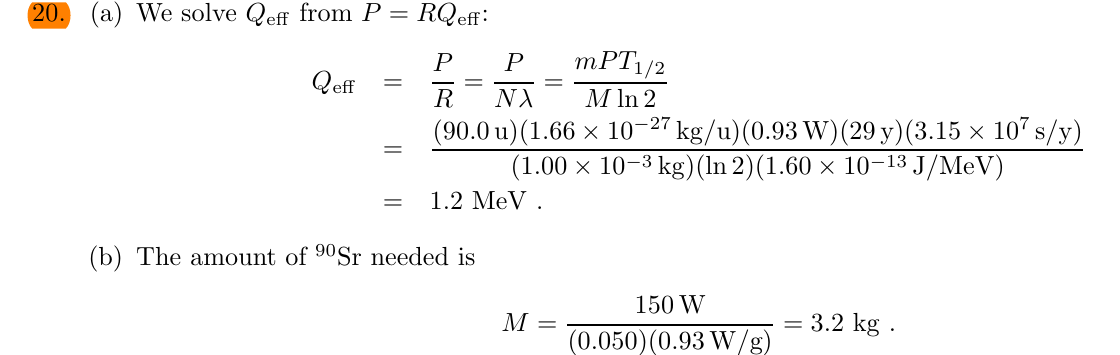 20. (a) We solve Q_eff from P = RQ_eff:
Q_eff = P/R = P/(Nλ) = mPT_{1/2}/(M ln 2)
= (90.0 u)(1.66 × 10^{−27} kg/u)(0.93 W)(29 y)(3.15 × 10^7 s/y)/((1.00 × 10^{−3} kg)(ln 2)(1.60 × 10^{−13} J/MeV))
= 1.2 MeV .
(b) The amount of ^{90}Sr needed is
M = 150 W/((0.050)(0.93 W/g)) = 3.2 kg .